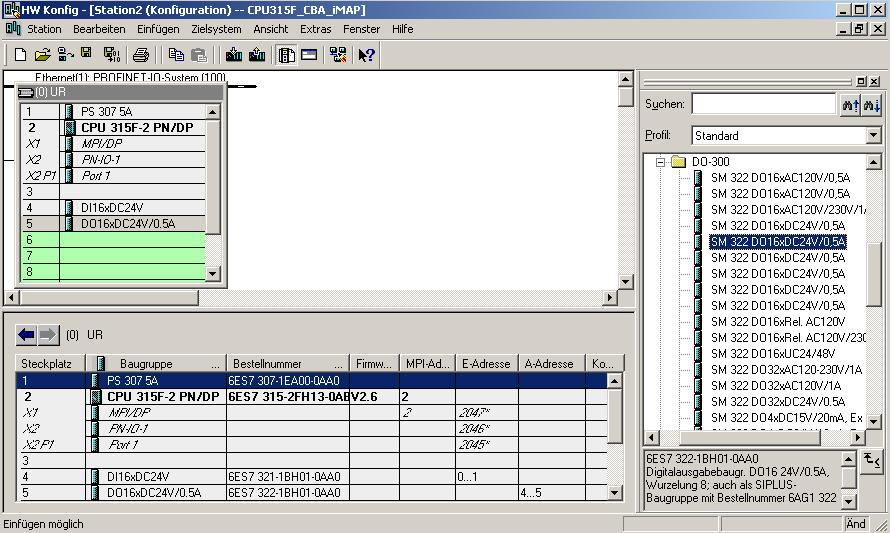 HW Konfig - [Station2 (Konfiguration) -- CPU315F_CBA_iMAP]
Station Bearbeiten Einfügen Zielsystem Ansicht Extras Fenster Hilfe
Ethernet(1): PROFINET-IO-System (100)
(0) UR
1 PS 307 5A
2 CPU 315F-2 PN/DP
X1 MPI/DP
X2 PN-IO-1
X2 P1 Port 1
3
4 DI16xDC24V
5 DO16xDC24V/0.5A
6
7
8
Suchen:
Profil: Standard
DO-300
SM 322 DO16xAC120V/0,5A
SM 322 DO16xAC120V/0,5A
SM 322 DO16xAC120V/230V/1A
SM 322 DO16xDC24V/0,5A
SM 322 DO16xDC24V/0,5A
SM 322 DO16xDC24V/0,5A
SM 322 DO16xDC24V/0,5A
SM 322 DO16xDC24V/0,5A
SM 322 DO16xDC24V/0,5A
SM 322 DO16xRel. AC120V
SM 322 DO16xRel. AC120V/230
SM 322 DO16xUC24/48V
SM 322 DO32xAC120-230V/1A
SM 322 DO32xAC120V/1A
SM 322 DO32xDC24V/0.5A
SM 322 DO4xDC15V/20mA, Ex
6ES7 322-1BH01-0AA0
Digitalausgabebaugr. DO16 24V/0.5A,
Wurzelung 8; auch als SIPLUS-
Baugruppe mit Bestellnummer 6AG1 322
(0) UR
Steckplatz Baugruppe ... Bestellnummer ... Firmw... MPI-Ad... E-Adresse A-Adresse Ko...
1 PS 307 5A 6ES7 307-1EA00-0AA0
2 CPU 315F-2 PN/DP 6ES7 315-2FH13-0AB V2.6 2
X1 MPI/DP 2 2047*
X2 PN-IO-1 2046*
X2 P1 Port 1 2045*
3
4 DI16xDC24V 6ES7 321-1BH01-0AA0 0...1
5 DO16xDC24V/0.5A 6ES7 322-1BH01-0AA0 4...5
Einfügen möglich Änd